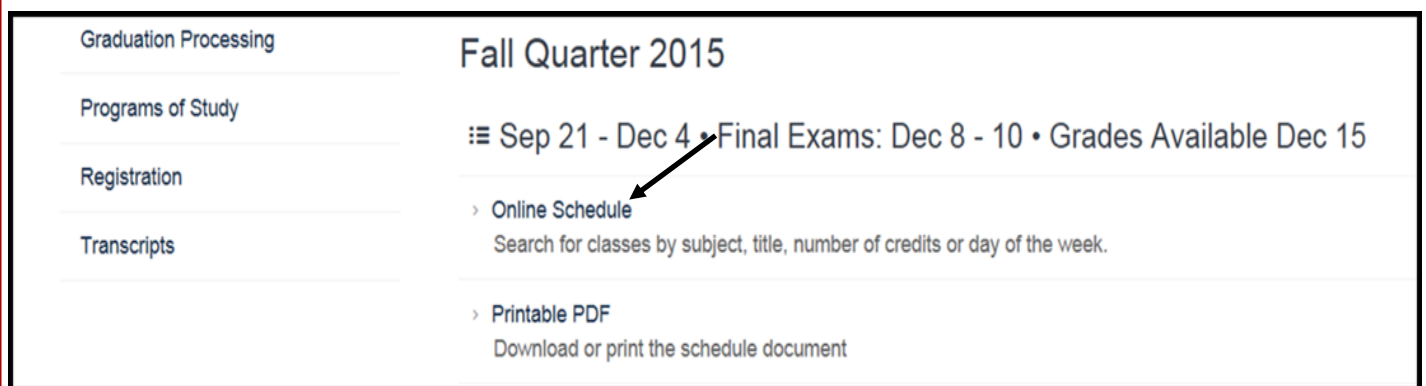 Graduation Processing
Programs of Study
Registration
Transcripts
Fall Quarter 2015
Sep 21 - Dec 4 • Final Exams: Dec 8 - 10 • Grades Available Dec 15
› Online Schedule
Search for classes by subject, title, number of credits or day of the week.
› Printable PDF
Download or print the schedule document